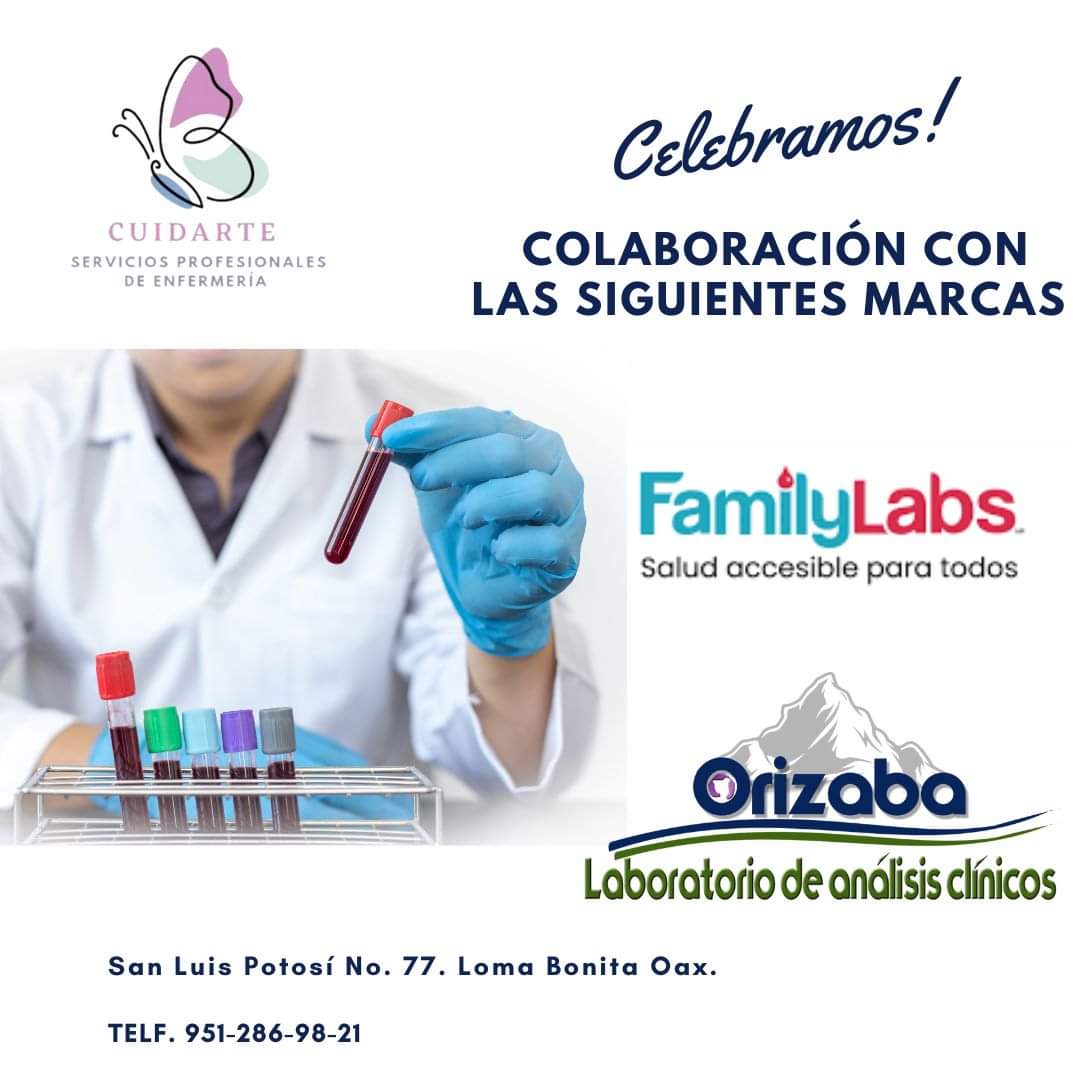 CUIDARTE
SERVICIOS PROFESIONALES
DE ENFERMERÍA
Celebramos!
COLABORACIÓN CON
LAS SIGUIENTES MARCAS
FamilyLabs
Salud accesible para todos
Orizaba
Laboratorio de análisis clínicos
San Luis Potosí No. 77. Loma Bonita Oax.
TELF. 951-286-98-21